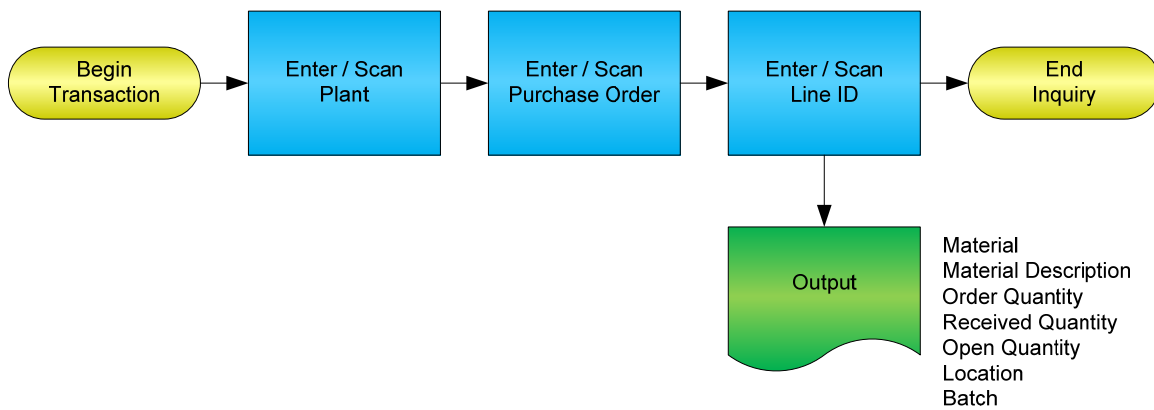 Begin
Transaction
Enter / Scan
Plant
Enter / Scan
Purchase Order
Enter / Scan
Line ID
End
Inquiry
Output
Material
Material Description
Order Quantity
Received Quantity
Open Quantity
Location
Batch